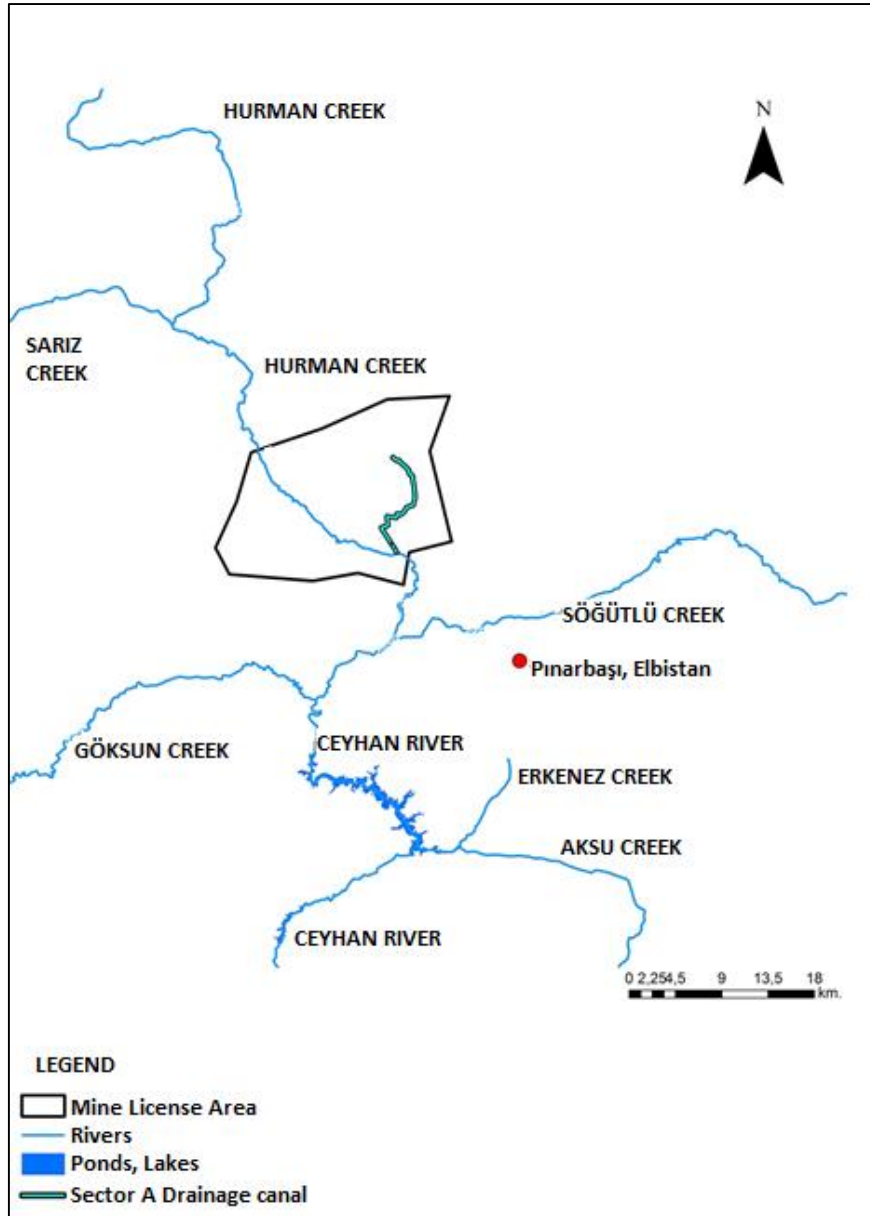 HURMAN CREEK
N
SARIZ
CREEK
HURMAN CREEK
SÖĞÜTLÜ CREEK
Pınarbaşı, Elbistan
GÖKSUN CREEK
CEYHAN RIVER
ERKENEZ CREEK
AKSU CREEK
CEYHAN RIVER
0 2,254,5 9 13,5 18
km.
LEGEND
Mine License Area
Rivers
Ponds, Lakes
Sector A Drainage canal